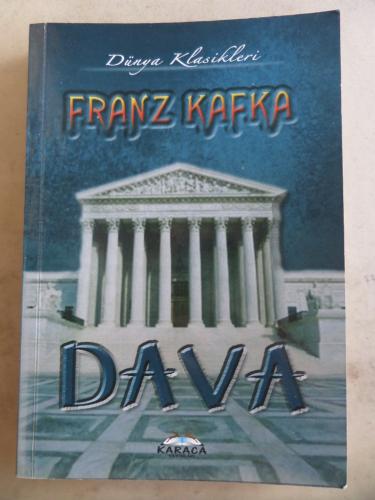 Dünya Klasikleri
FRANZ KAFKA
DAVA
KARACA